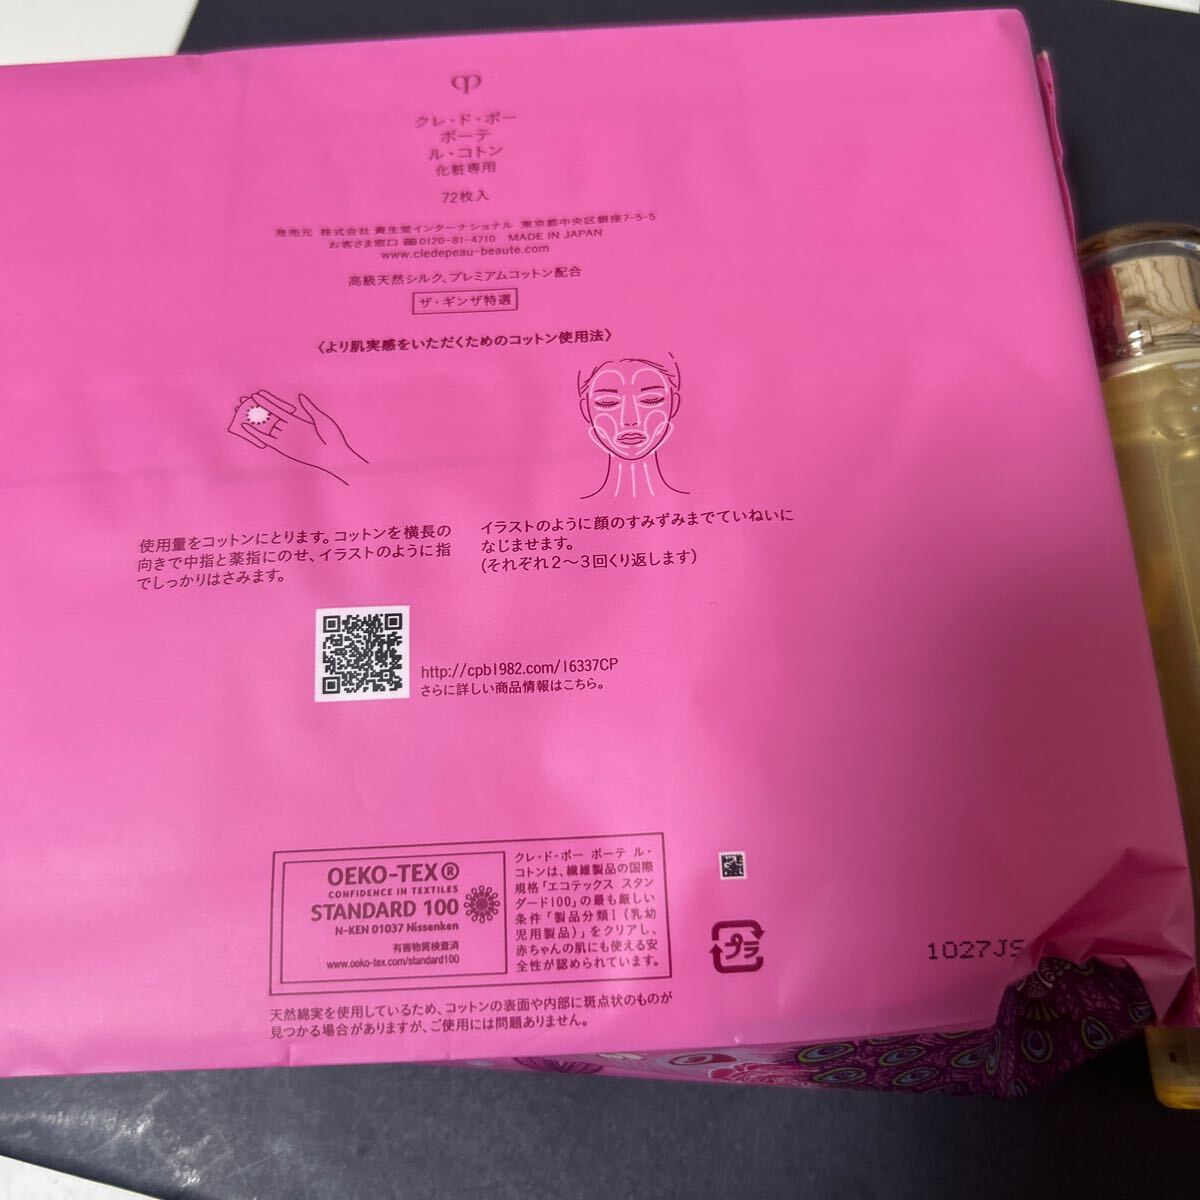 クレ・ド・ポー
ボーテ
ル・コトン
化粧専用
72枚入
発売元 株式会社 資生堂インターナショナル 東京都中央区銀座7-5-5
お客さま窓口 0120-81-4710 MADE IN JAPAN
www.cledepeau-beaute.com
高級天然シルク、プレミアムコットン配合
ザ・ギンザ特選
〈より肌実感をいただくためのコットン使用法〉
使用量をコットンにとります。コットンを横長の
向きで中指と薬指にのせ、イラストのように指
でしっかりはさみます。
イラストのように顔のすみずみまでていねいに
なじませます。
(それぞれ2〜3回くり返します)
http://cpb1982.com/16337CP
さらに詳しい商品情報はこちら。
OEKO-TEX®
CONFIDENCE IN TEXTILES
STANDARD 100
N-KEN 01037 Nissenken
有害物質検査済
www.oeko-tex.com/standard100
クレ・ド・ポー ボーテ ル・
コトンは、繊維製品の国際
規格「エコテックス スタン
ダード100」の最も厳しい
条件「製品分類I(乳幼
児用製品)」をクリアし、
赤ちゃんの肌にも使える安
全性が認められています。
天然綿実を使用しているため、コットンの表面や内部に斑点状のものが
見つかる場合がありますが、ご使用には問題ありません。
プラ
1027JS